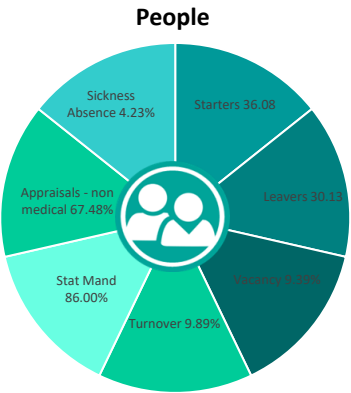 People
Sickness
Absence 4.23%
Starters 36.08
Appraisals - non
medical 67.48%
Leavers 30.13
Stat Mand
86.00%
Vacancy 9.39%
Turnover 9.89%